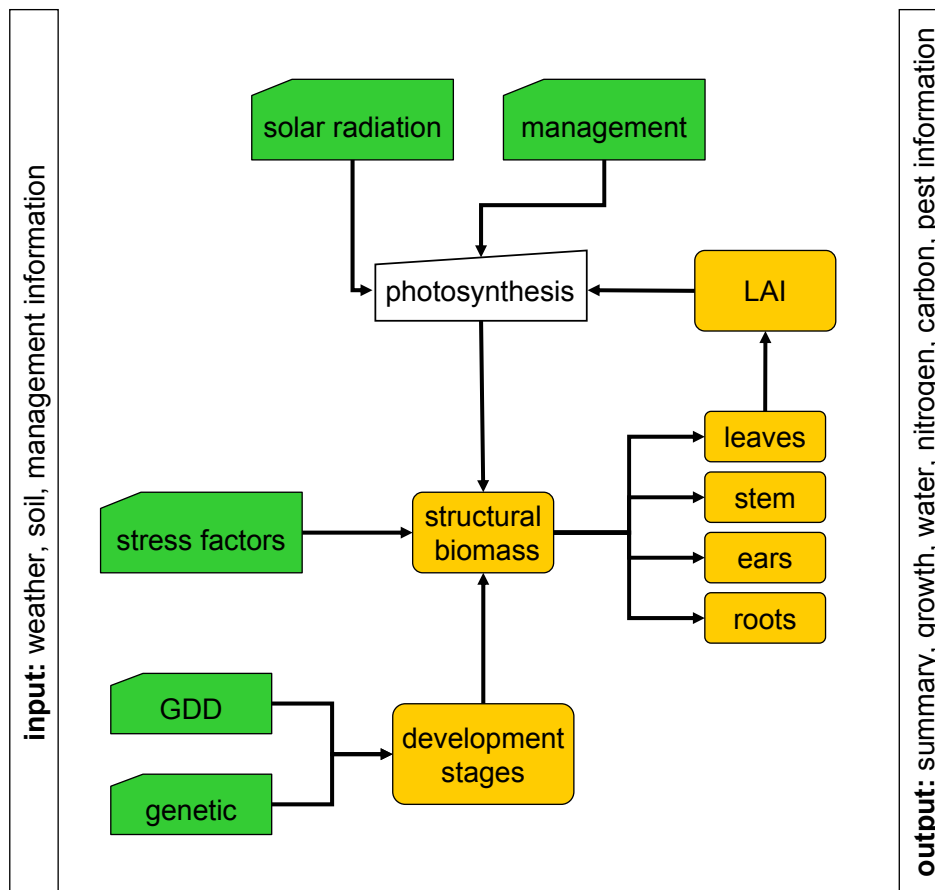 input: weather, soil, management information
solar radiation
management
photosynthesis
LAI
leaves
stem
ears
roots
structural
biomass
stress factors
GDD
genetic
development
stages
output: summary, growth, water, nitrogen, carbon, pest information